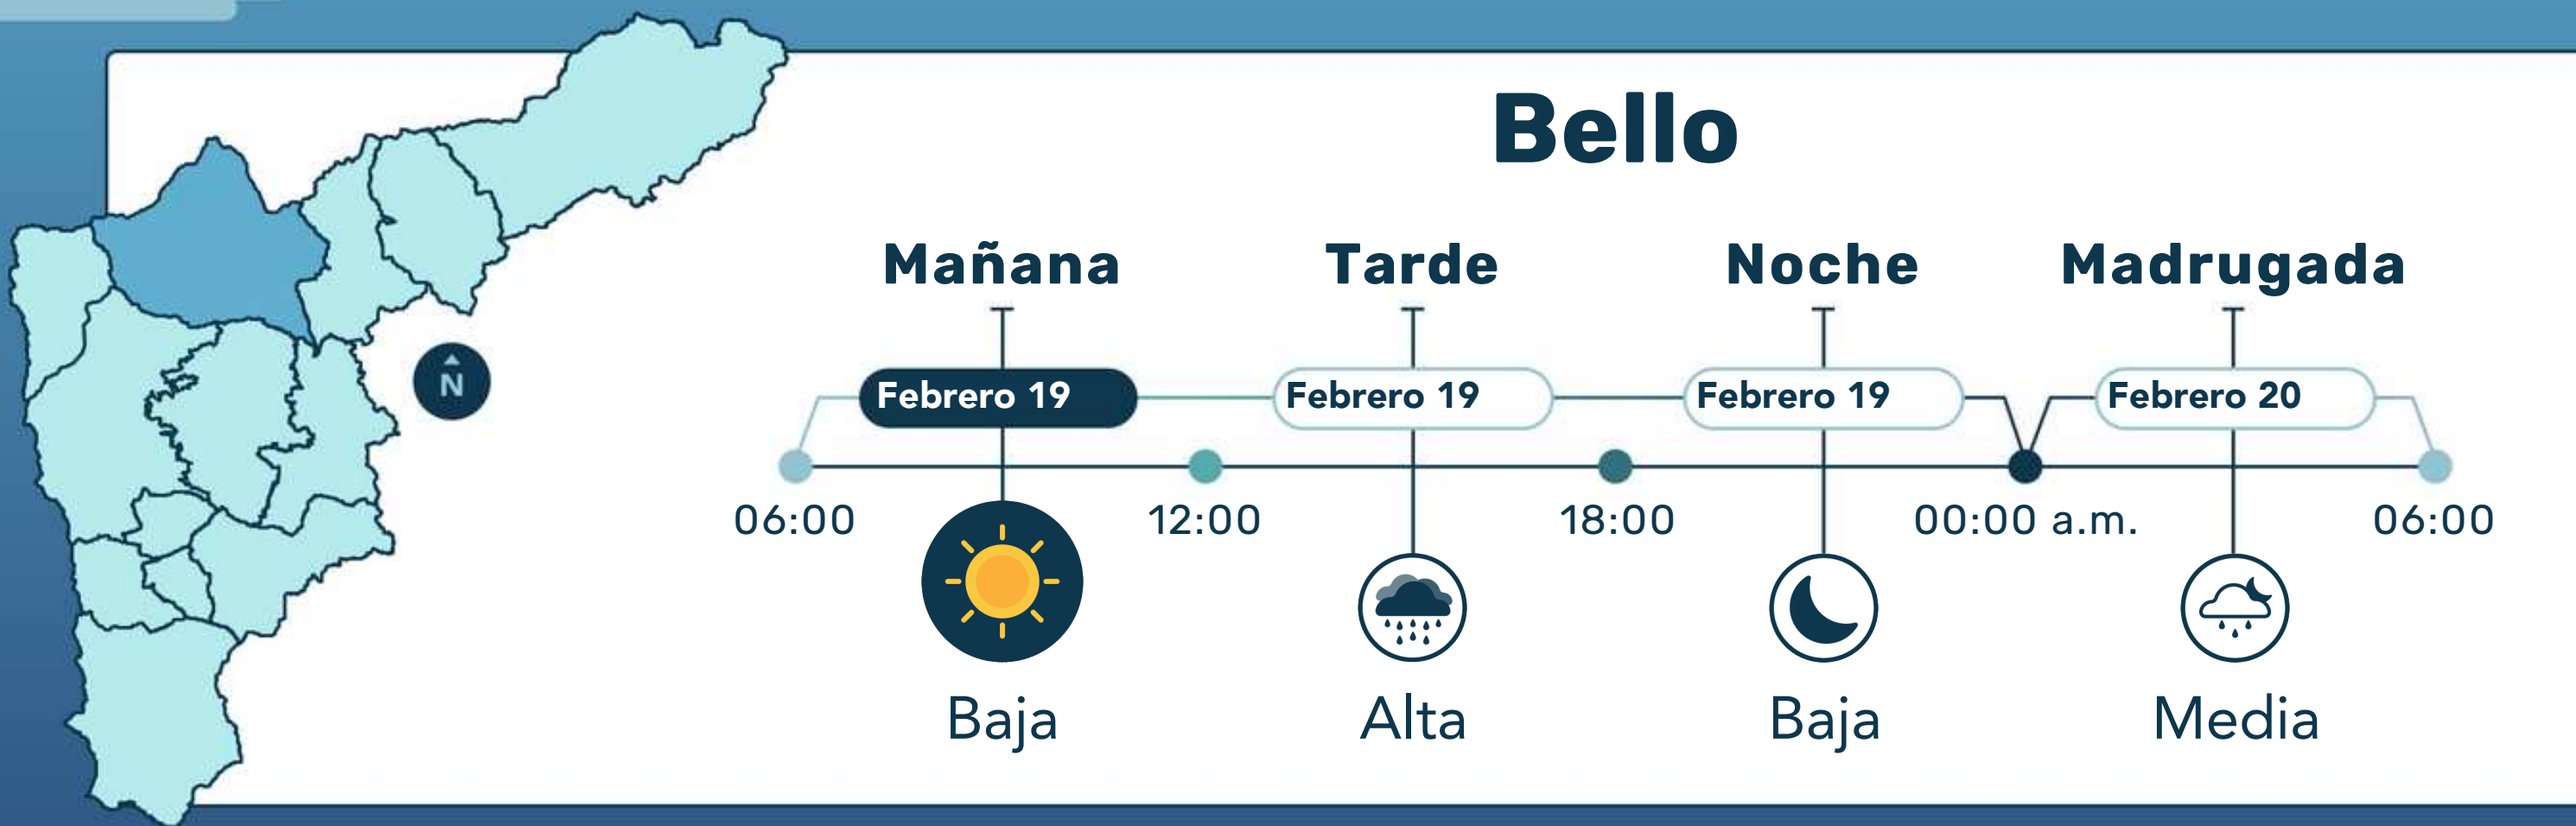 Bello
Mañana Tarde Noche Madrugada
N
Febrero 19 Febrero 19 Febrero 19 Febrero 20
06:00 12:00 18:00 00:00 a.m. 06:00
Baja Alta Baja Media